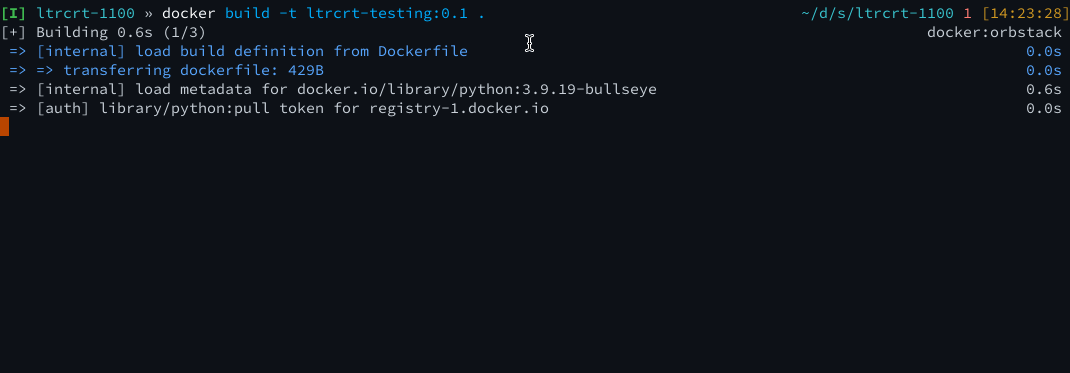 [I] ltrcrt-1100 » docker build -t ltrcrt-testing:0.1 . ~/d/s/ltrcrt-1100 1 [14:23:28]
[+] Building 0.6s (1/3) docker:orbstack
=> [internal] load build definition from Dockerfile 0.0s
=> => transferring dockerfile: 429B 0.0s
=> [internal] load metadata for docker.io/library/python:3.9.19-bullseye 0.6s
=> [auth] library/python:pull token for registry-1.docker.io 0.0s